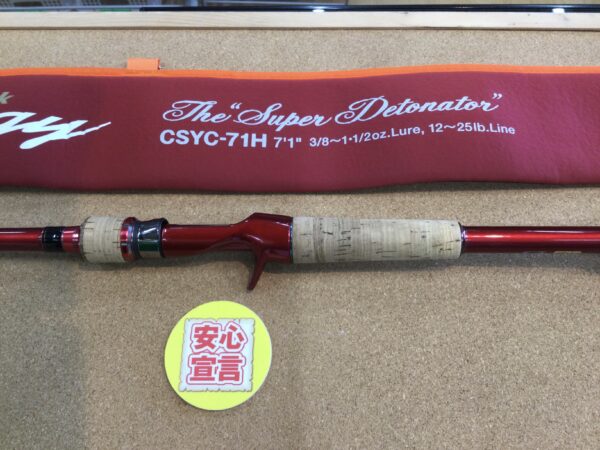 The "Super Detonator"
CSYC-71H 7'1" 3/8~1・1/2oz.Lure, 12~25lb.Line
安心
宣言